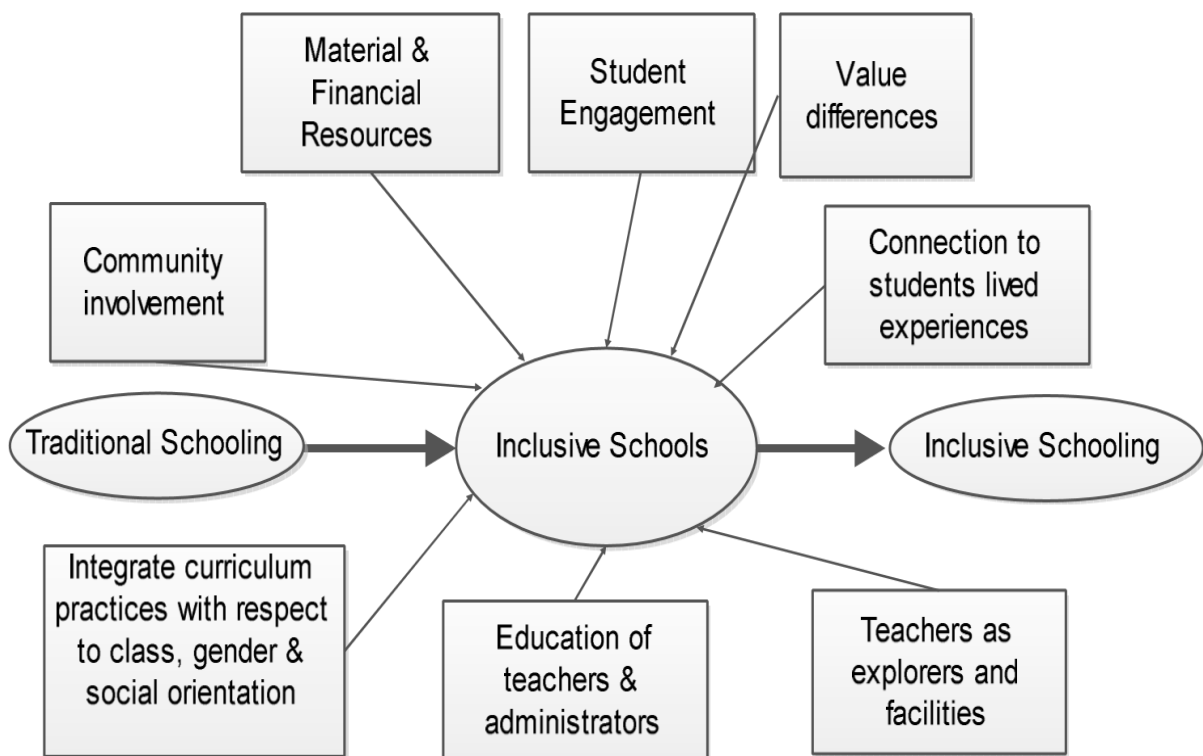 Material &
Financial
Resources
Student
Engagement
Value
differences
Community
involvement
Connection to
students lived
experiences
Traditional Schooling
Inclusive Schools
Inclusive Schooling
Integrate curriculum
practices with respect
to class, gender &
social orientation
Education of
teachers &
administrators
Teachers as
explorers and
facilities